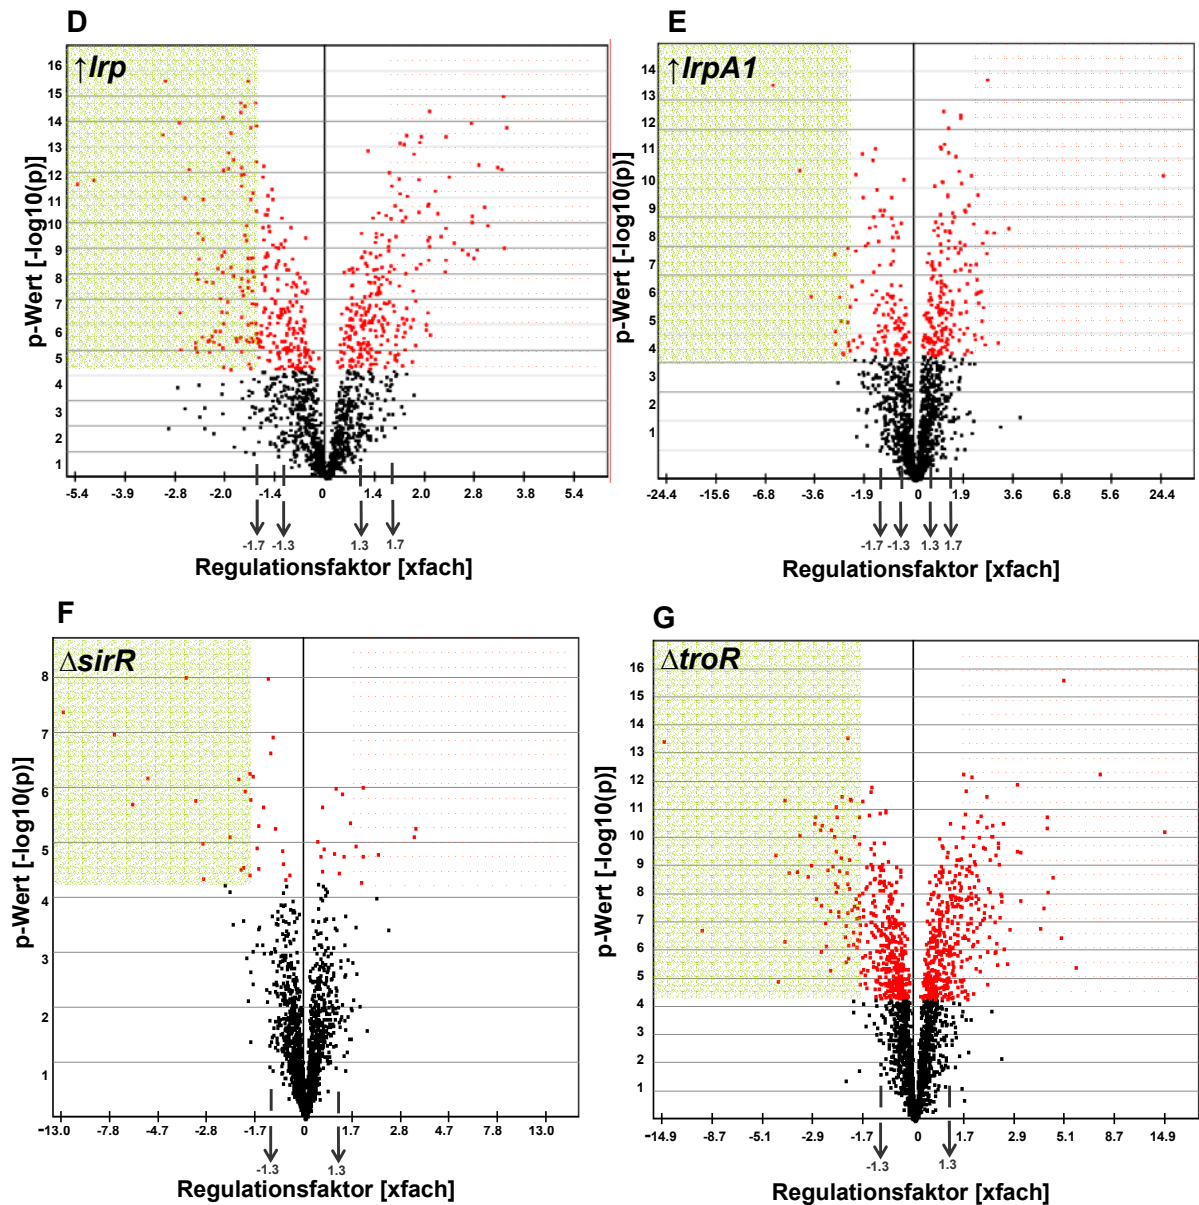 D
↑lrp
p-Wert [-log10(p)]
16
15
14
13
12
11
10
9
8
7
6
5
4
3
2
1
-5.4 -3.9 -2.8 -2.0 -1.4 0 1.4 2.0 2.8 3.9 5.4
-1.7 -1.3 1.3 1.7
Regulationsfaktor [xfach]
E
↑lrpA1
p-Wert [-log10(p)]
14
13
12
11
10
9
8
7
6
5
4
3
2
1
-24.4 -15.6 -6.8 -3.6 -1.9 0 1.9 3.6 6.8 5.6 24.4
-1.7 -1.3 1.3 1.7
Regulationsfaktor [xfach]
F
ΔsirR
p-Wert [-log10(p)]
8
7
6
5
4
3
2
1
-13.0 -7.8 -4.7 -2.8 -1.7 0 1.7 2.8 4.7 7.8 13.0
-1.3 1.3
Regulationsfaktor [xfach]
G
ΔtroR
p-Wert [-log10(p)]
16
15
14
13
12
11
10
9
8
7
6
5
4
3
2
1
-14.9 -8.7 -5.1 -2.9 -1.7 0 1.7 2.9 5.1 8.7 14.9
-1.3 1.3
Regulationsfaktor [xfach]